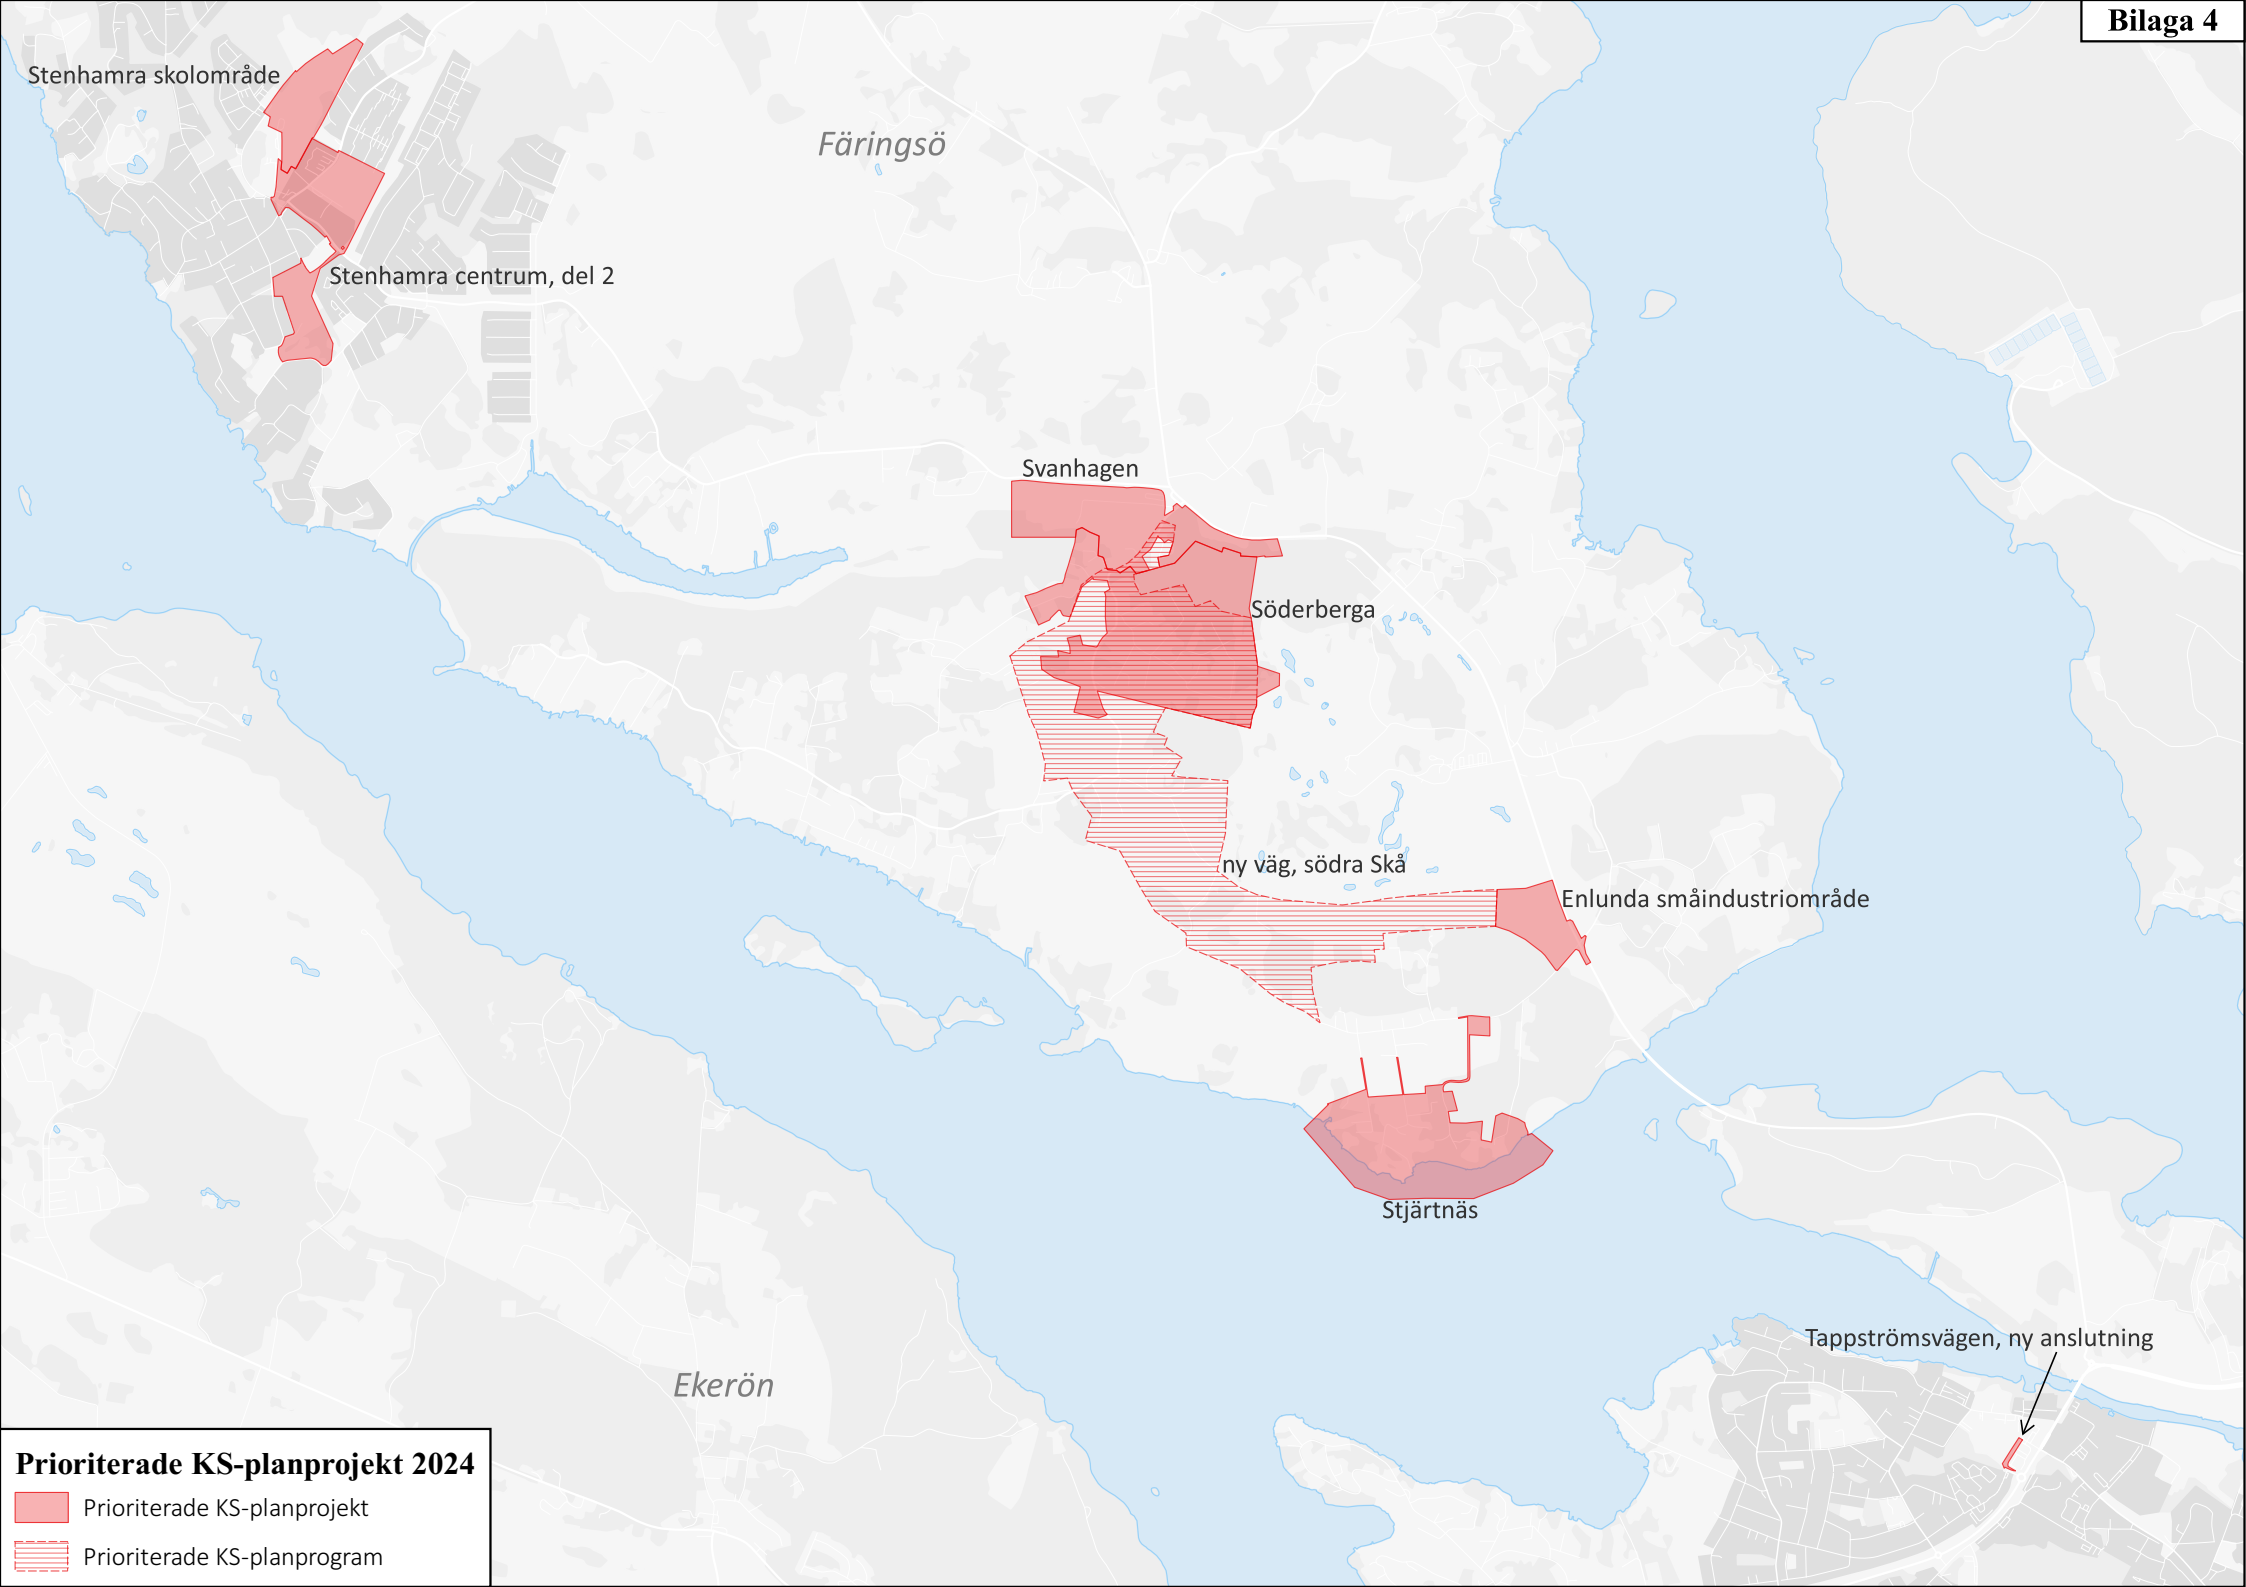 Bilaga 4
Stenhamra skolområde
Färingsö
Stenhamra centrum, del 2
Svanhagen
Söderberga
ny väg, södra Skå
Enlunda småindustriområde
Stjärtnäs
Tappströmsvägen, ny anslutning
Ekerön
Prioriterade KS-planprojekt 2024
Prioriterade KS-planprojekt
Prioriterade KS-planprogram